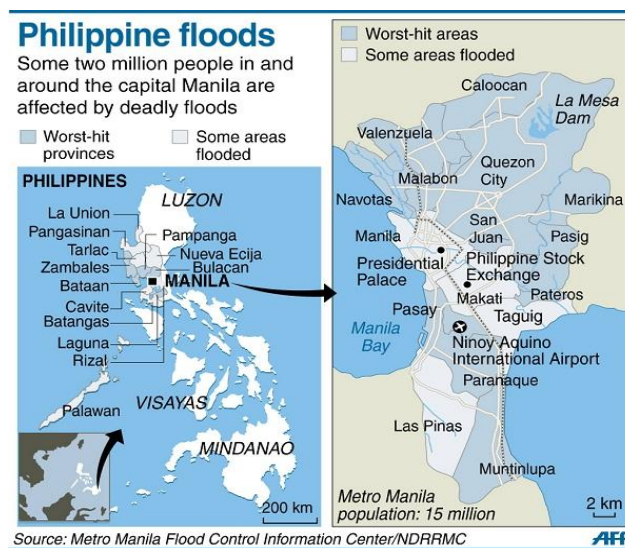 Philippine floods
Some two million people in and
around the capital Manila are
affected by deadly floods
Worst-hit
provinces
Some areas
flooded
PHILIPPINES
LUZON
La Union
Pangasinan
Tarlac
Zambales
Bataan
Cavite
Batangas
Laguna
Rizal
Pampanga
Nueva Ecija
Bulacan
MANILA
Palawan
VISAYAS
MINDANAO
200 km
Worst-hit areas
Some areas flooded
Caloocan
La Mesa
Dam
Valenzuela
Malabon
Quezon
City
Navotas
Marikina
San
Juan
Manila
Pasig
Presidential
Palace
Philippine Stock
Exchange
Makati
Pateros
Pasay
Taguig
Manila
Bay
Ninoy Aquino
International Airport
Paranaque
Las Pinas
Muntinlupa
Metro Manila
population: 15 million
2 km
Source: Metro Manila Flood Control Information Center/NDRRMC
AFP